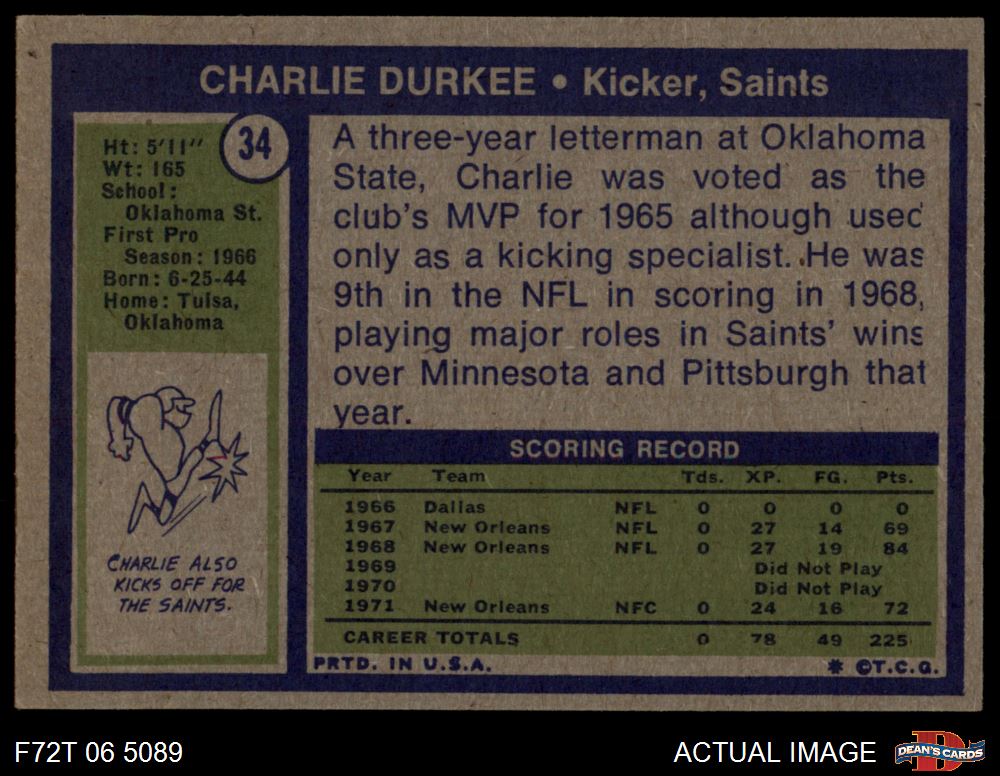 CHARLIE DURKEE • Kicker, Saints
34
Ht: 5'11"
Wt: 165
School:
Oklahoma St.
First Pro
Season: 1966
Born: 6-25-44
Home: Tulsa,
Oklahoma
CHARLIE ALSO
KICKS OFF FOR
THE SAINTS.
A three-year letterman at Oklahoma
State, Charlie was voted as the
club's MVP for 1965 although used
only as a kicking specialist. He was
9th in the NFL in scoring in 1968,
playing major roles in Saints' wins
over Minnesota and Pittsburgh that
year.
SCORING RECORD
Year Team Tds. XP. FG. Pts.
1966 Dallas NFL 0 0 0 0
1967 New Orleans NFL 0 27 14 69
1968 New Orleans NFL 0 27 19 84
1969 Did Not Play
1970 Did Not Play
1971 New Orleans NFC 0 24 16 72
CAREER TOTALS 0 78 49 225
PRTD. IN U.S.A. * ©T.C.G.
F72T 06 5089 ACTUAL IMAGE
DEAN'S CARDS